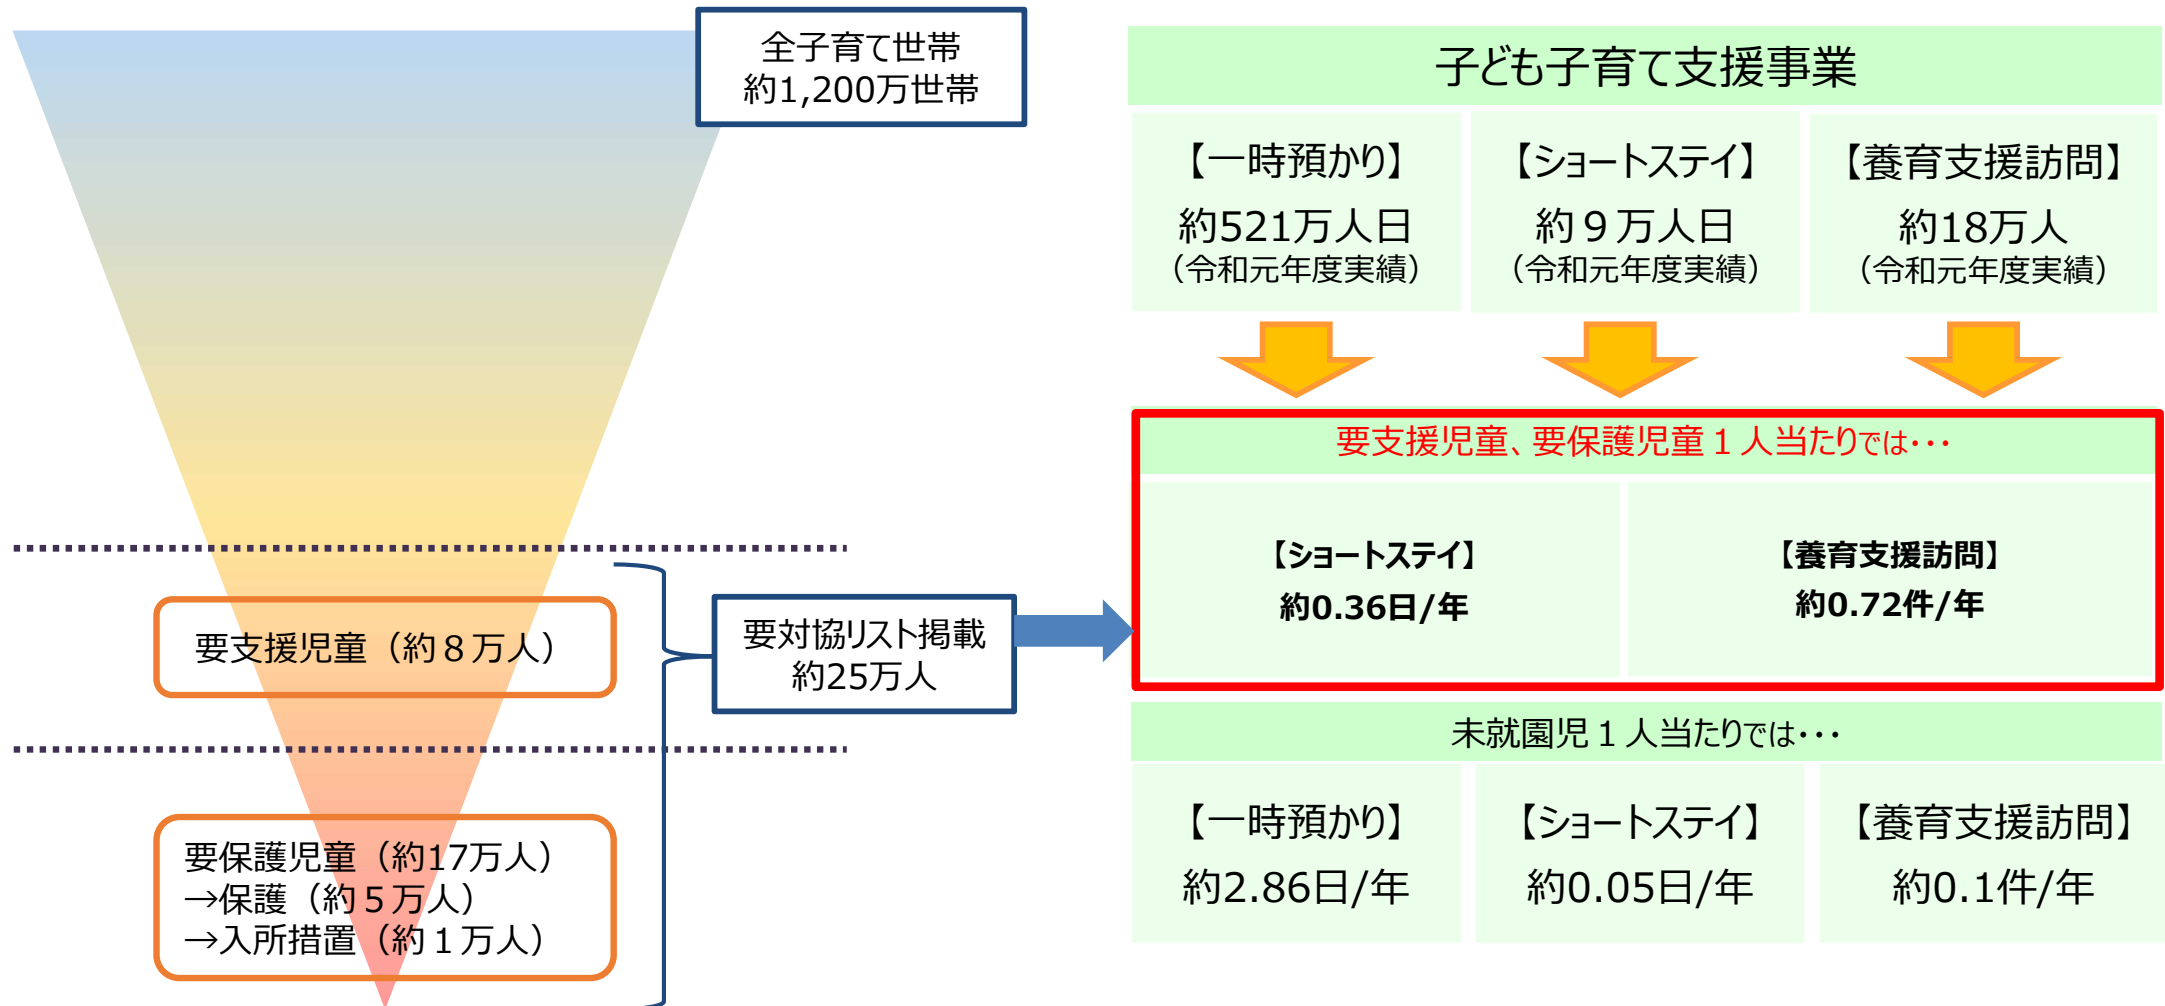 全子育て世帯
約1,200万世帯
要支援児童（約８万人）
要保護児童（約17万人）
→保護（約５万人）
→入所措置（約１万人）
要対協リスト掲載
約25万人
子ども子育て支援事業
【一時預かり】
約521万人日
（令和元年度実績）
【ショートステイ】
約９万人日
（令和元年度実績）
【養育支援訪問】
約18万人
（令和元年度実績）
要支援児童、要保護児童１人当たりでは・・・
【ショートステイ】
約0.36日/年
【養育支援訪問】
約0.72件/年
未就園児１人当たりでは・・・
【一時預かり】
約2.86日/年
【ショートステイ】
約0.05日/年
【養育支援訪問】
約0.1件/年